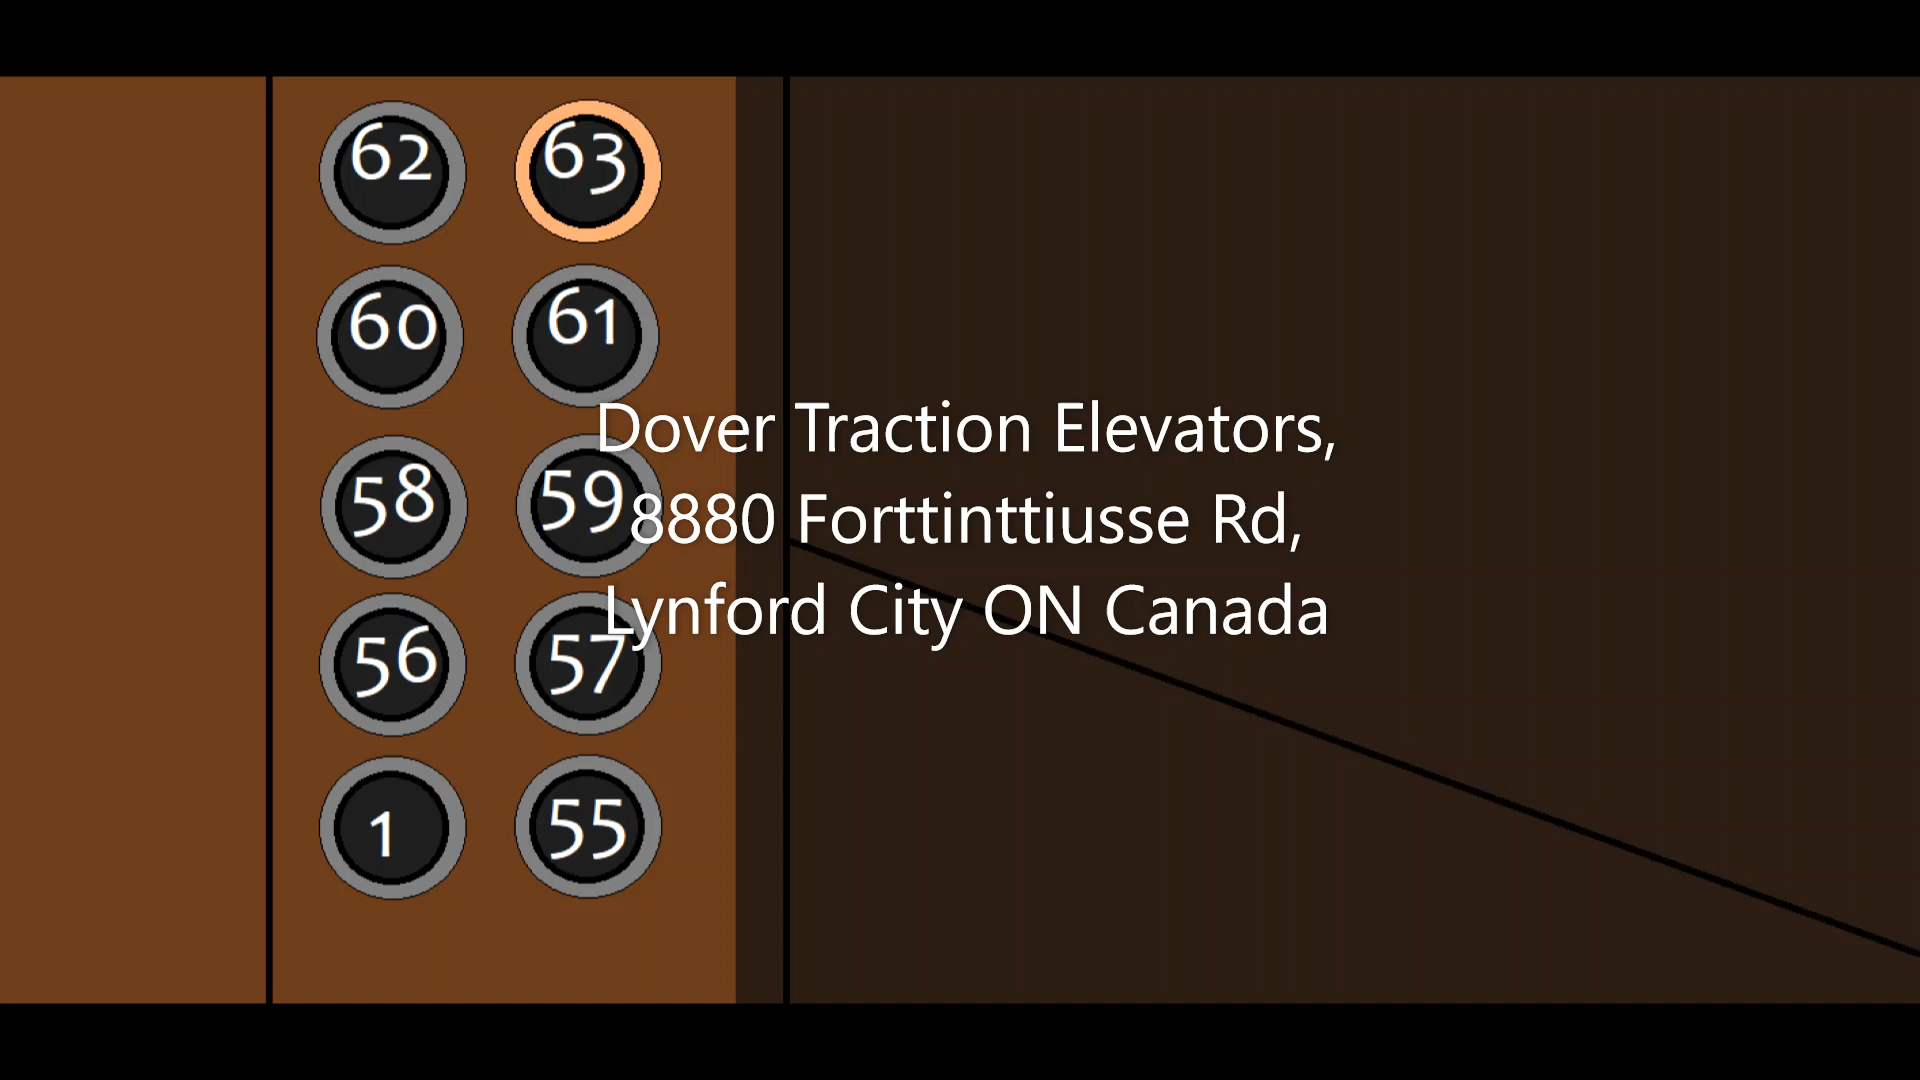 62 63
60 61
Dover Traction Elevators,
58 59
8880 Forttinttiusse Rd,
Lynford City ON Canada
56 57
1 55